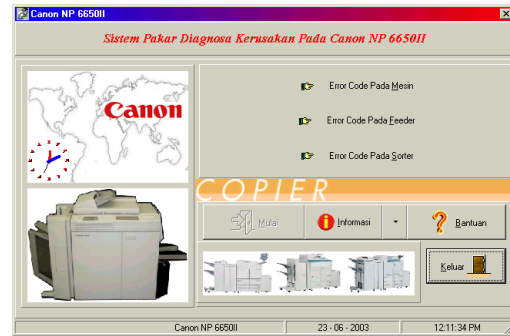 Canon NP 6650II
Sistem Pakar Diagnosa Kerusakan Pada Canon NP 6650II
Canon
Error Code Pada Mesin
Error Code Pada Feeder
Error Code Pada Sorter
COPIER
Mulai
Informasi
Bantuan
Keluar
Canon NP 6650II
23 - 06 - 2003
12:11:34 PM